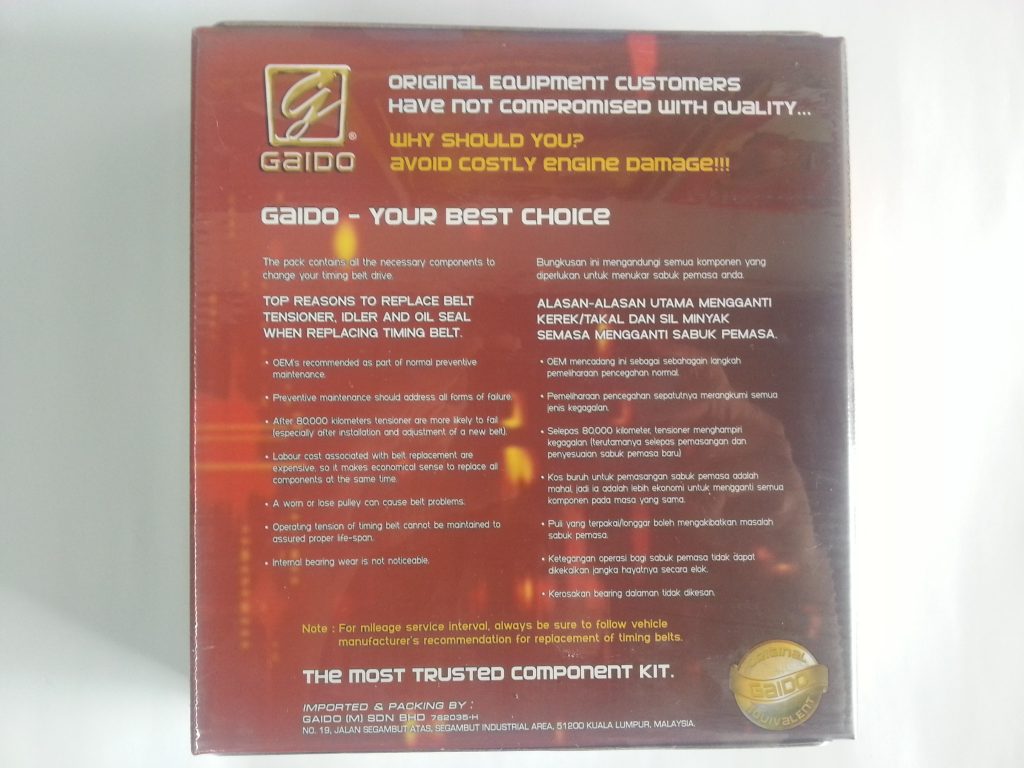 G
®
GAIDO
ORIGINAL EQUIPMENT CUSTOMERS
HAVE NOT COMPROMISED WITH QUALITY...
WHY SHOULD YOU?
AVOID COSTLY ENGINE DAMAGE!!!
GAIDO - YOUR BEST CHOICE
The pack contains all the necessary components to
change your timing belt drive.
TOP REASONS TO REPLACE BELT
TENSIONER, IDLER AND OIL SEAL
WHEN REPLACING TIMING BELT.
• OEM's recommended as part of normal preventive
maintenance.
• Preventive maintenance should address all forms of failure.
• After 80,000 kilometers tensioner are more likely to fail
(especially after installation and adjustment of a new belt).
• Labour cost associated with belt replacement are
expensive, so it makes economical sense to replace all
components at the same time.
• A worn or lose pulley can cause belt problems.
• Operating tension of timing belt cannot be maintained to
assured proper life-span.
• Internal bearing wear is not noticeable.
Bungkusan ini mengandungi semua komponen yang
diperlukan untuk menukar sabuk pemasa anda.
ALASAN-ALASAN UTAMA MENGGANTI
KEREK/TAKAL DAN SIL MINYAK
SEMASA MENGGANTI SABUK PEMASA.
• OEM mencadang ini sebagai sebahagain langkah
pemeliharaan pencegahan normal.
• Pemeliharaan pencegahan sepatutnya merangkumi semua
jenis kegagalan.
• Selepas 80,000 kilometer, tensioner menghampiri
kegagalan (terutamanya selepas pemasangan dan
penyesuaian sabuk pemasa baru)
• Kos buruh untuk pemasangan sabuk pemasa adalah
mahal, jadi ia adalah lebih ekonomi untuk mengganti semua
komponen pada masa yang sama.
• Puli yang terpakai/longgar boleh mengakibatkan masalah
sabuk pemasa.
• Ketegangan operasi bagi sabuk pemasa tidak dapat
dikekalkan jangka hayatnya secara elok.
• Kerosakan bearing dalaman tidak dikesan.
Note : For mileage service interval, always be sure to follow vehicle
manufacturer's recommendation for replacement of timing belts.
THE MOST TRUSTED COMPONENT KIT.
IMPORTED & PACKING BY :
GAIDO (M) SDN BHD 762035-H
NO. 19, JALAN SEGAMBUT ATAS, SEGAMBUT INDUSTRIAL AREA, 51200 KUALA LUMPUR, MALAYSIA.
ORIGINAL
GAIDO
EQUIVALENT